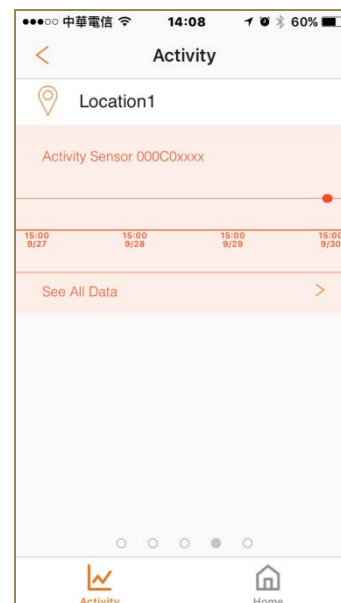 中華電信 14:08 60%
Activity
Location1
Activity Sensor 000C0xxxx
15:00 15:00 15:00 15:00
9/27 9/28 9/29 9/30
See All Data
Activity Home